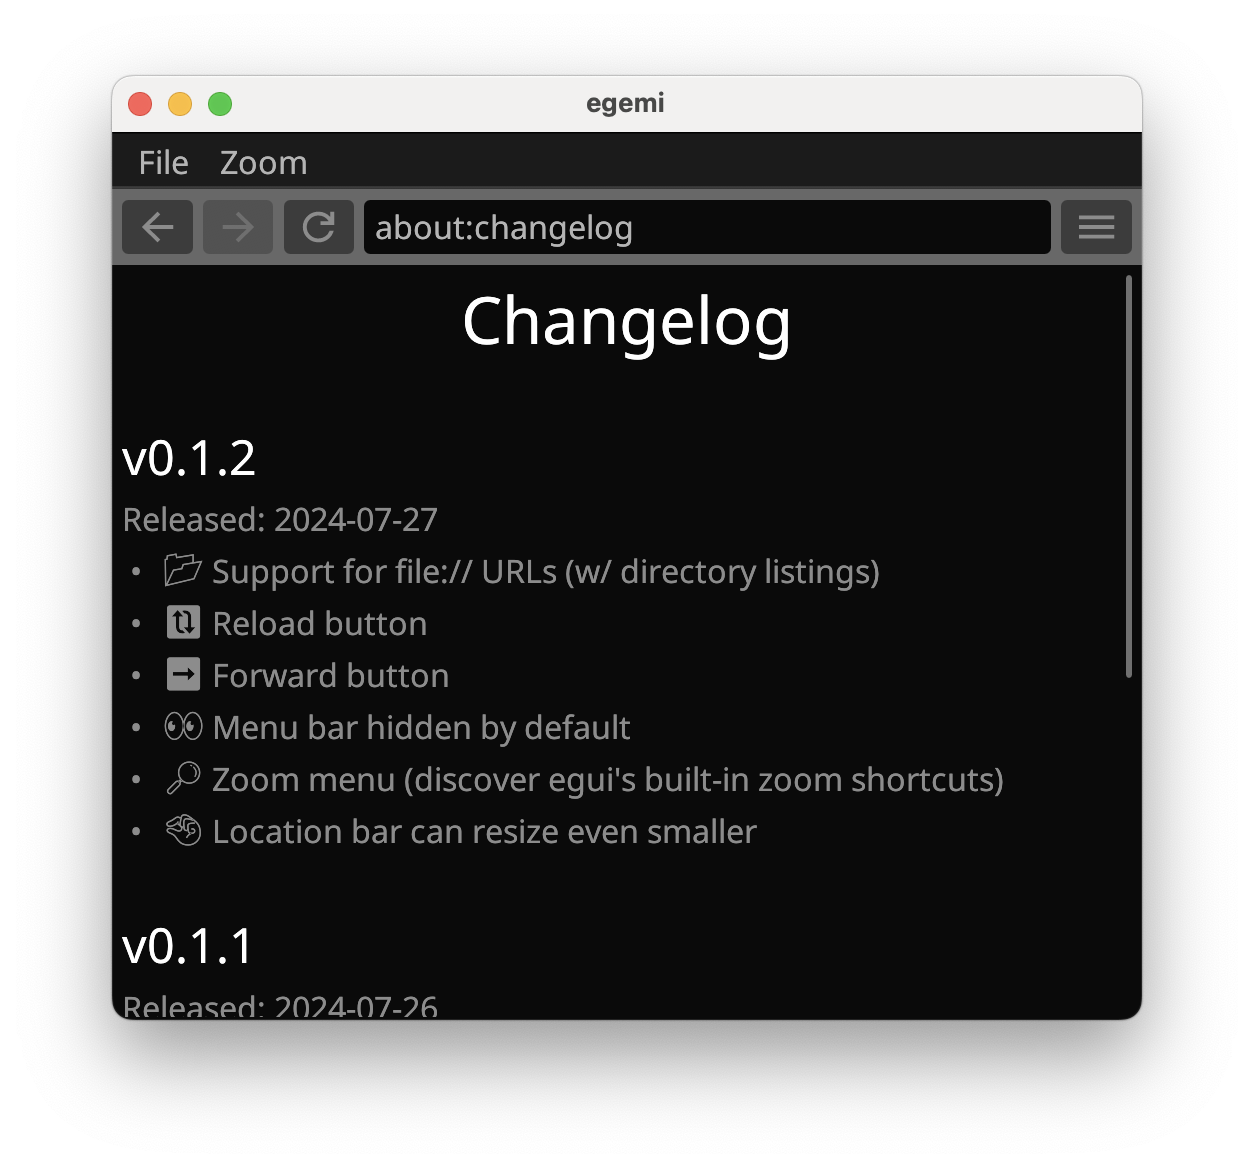 egemi
File Zoom
about:changelog
Changelog
v0.1.2
Released: 2024-07-27
• 📂 Support for file:// URLs (w/ directory listings)
• 🔃 Reload button
• ➡ Forward button
• 👀 Menu bar hidden by default
• 🔎 Zoom menu (discover egui's built-in zoom shortcuts)
• 🤏 Location bar can resize even smaller
v0.1.1
Released: 2024-07-26